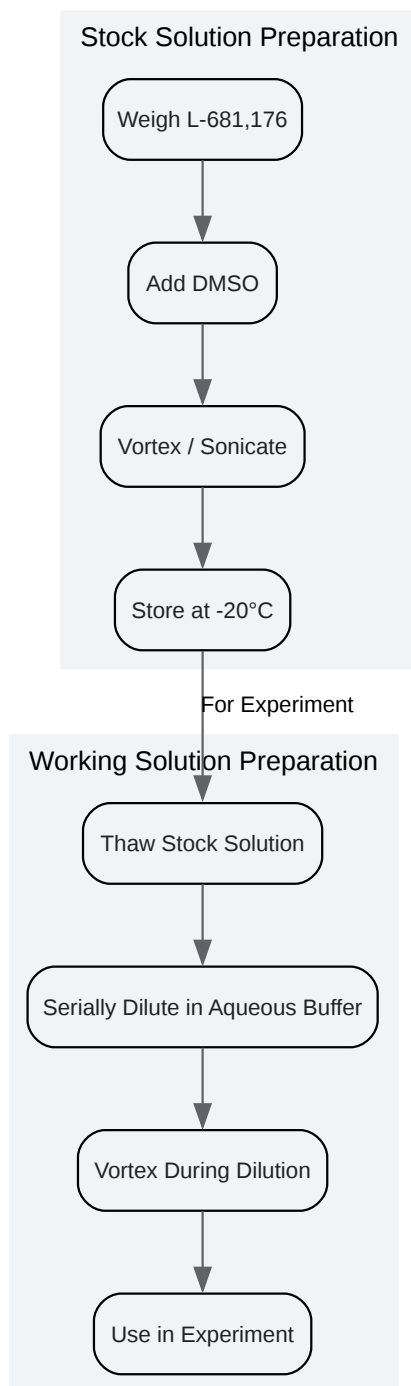 Stock Solution Preparation
Weigh L-681,176
Add DMSO
Vortex / Sonicate
Store at -20°C
For Experiment
Working Solution Preparation
Thaw Stock Solution
Serially Dilute in Aqueous Buffer
Vortex During Dilution
Use in Experiment